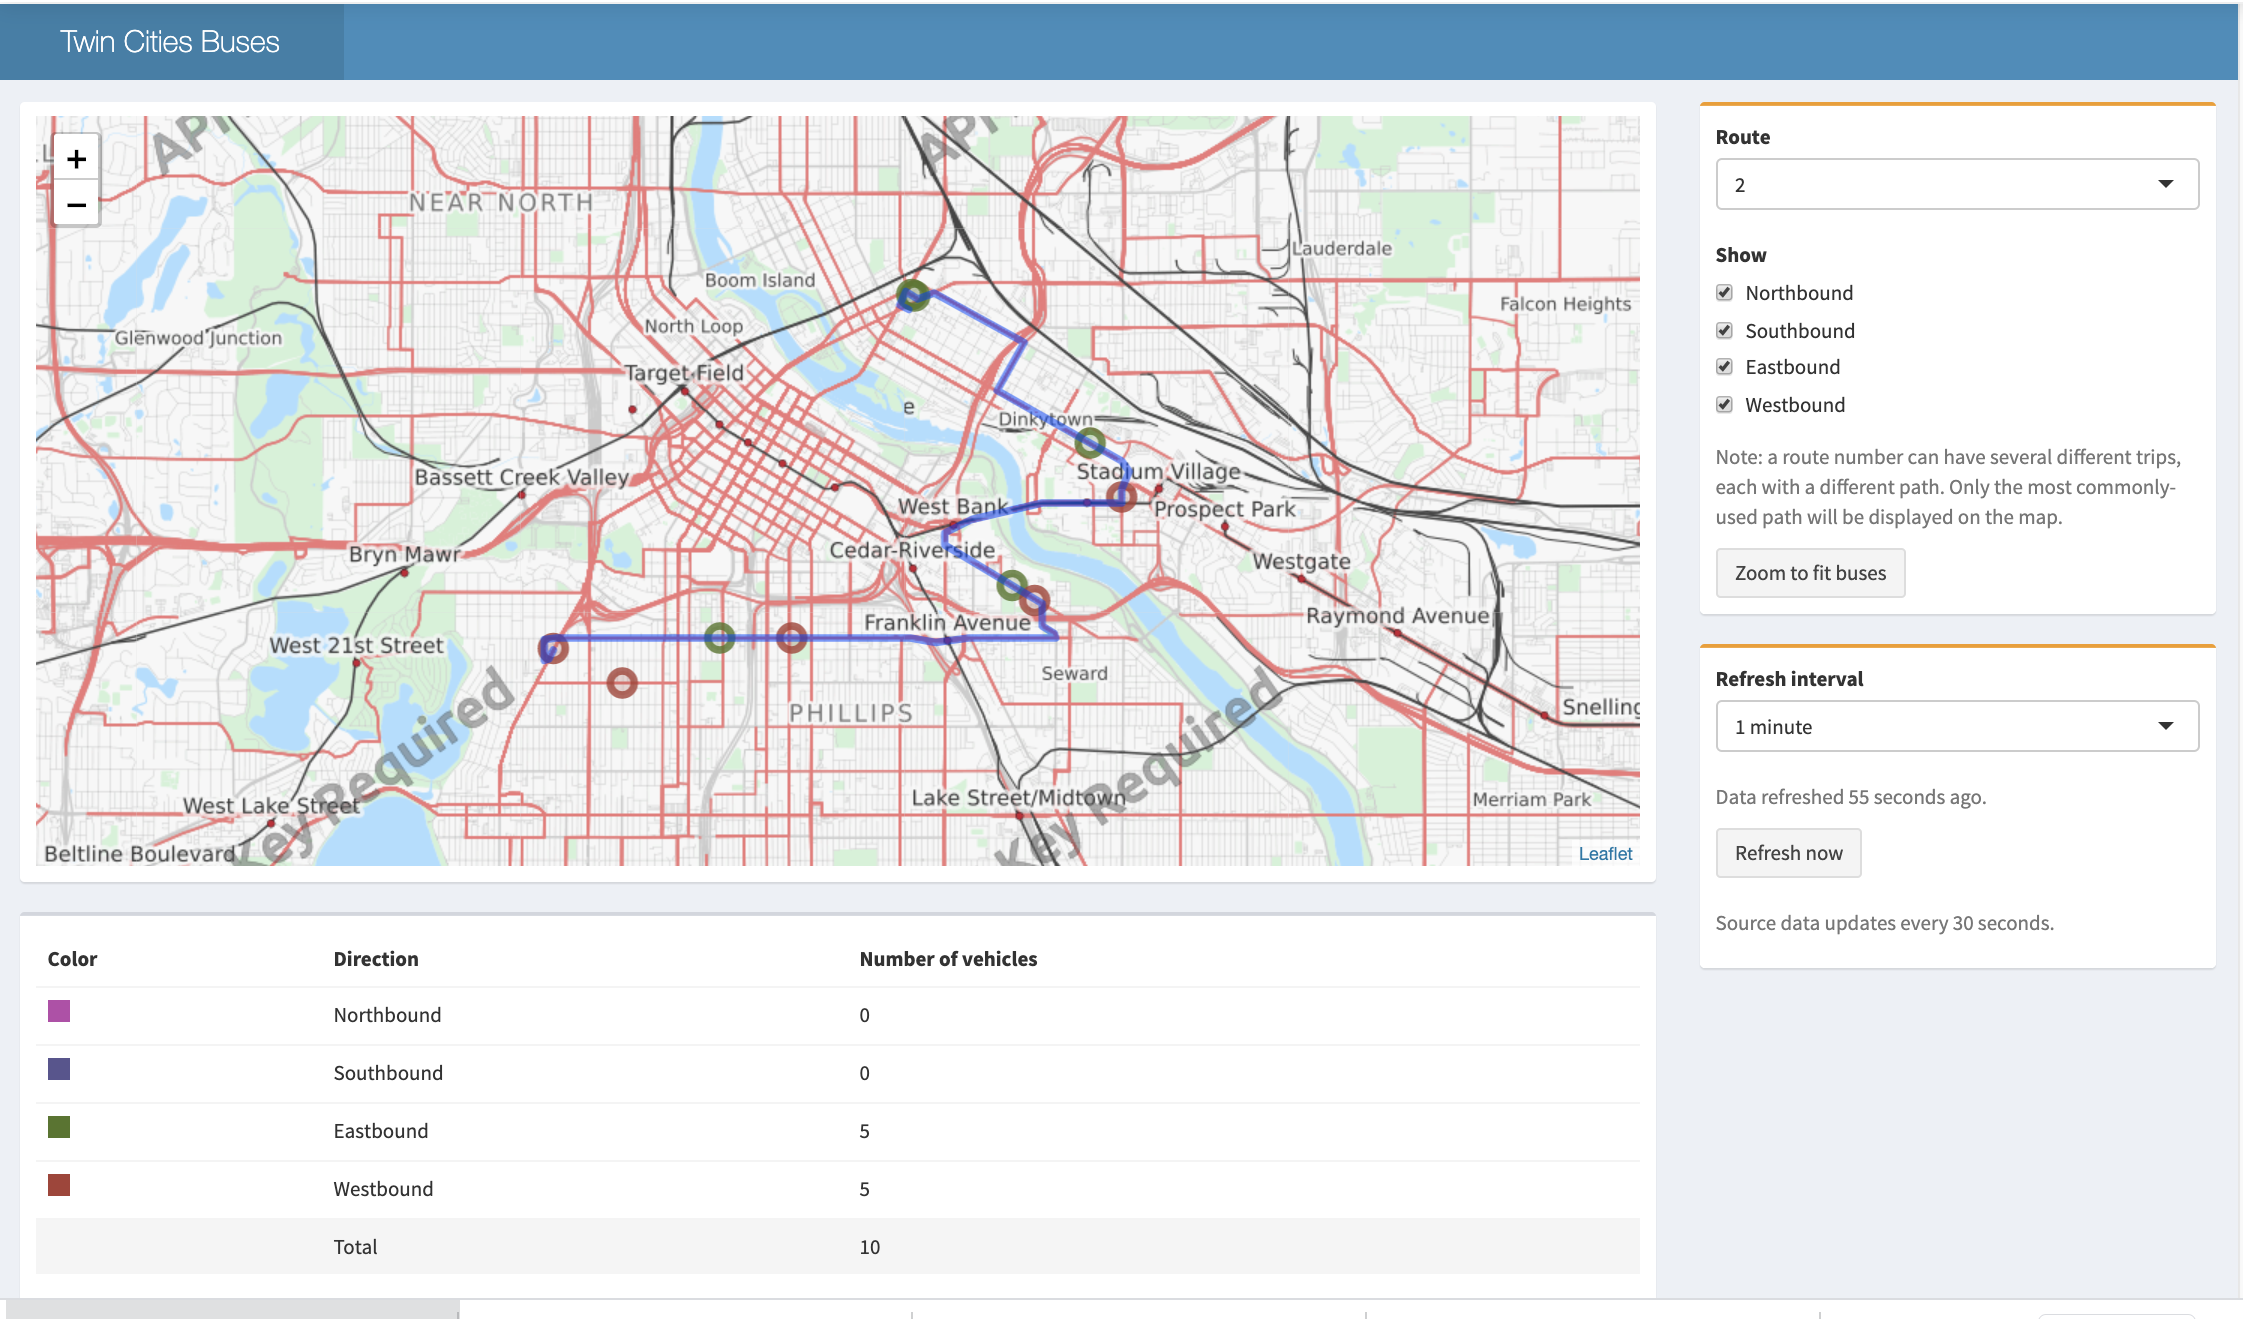 Twin Cities Buses
+
−
API
API
NEAR NORTH
Lauderdale
Boom Island
Falcon Heights
North Loop
Glenwood Junction
Target Field
e
Dinkytown
Stadium Village
Bassett Creek Valley
West Bank
Prospect Park
Bryn Mawr
Cedar-Riverside
Westgate
Franklin Avenue
Raymond Avenue
West 21st Street
Seward
Snelling
PHILLIPS
Key Required
Key Required
West Lake Street
Lake Street/Midtown
Merriam Park
Beltline Boulevard
Leaflet
Route
2
Show
Northbound
Southbound
Eastbound
Westbound
Note: a route number can have several different trips,
each with a different path. Only the most commonly-
used path will be displayed on the map.
Zoom to fit buses
Refresh interval
1 minute
Data refreshed 55 seconds ago.
Refresh now
Source data updates every 30 seconds.
Color Direction Number of vehicles
Northbound 0
Southbound 0
Eastbound 5
Westbound 5
Total 10